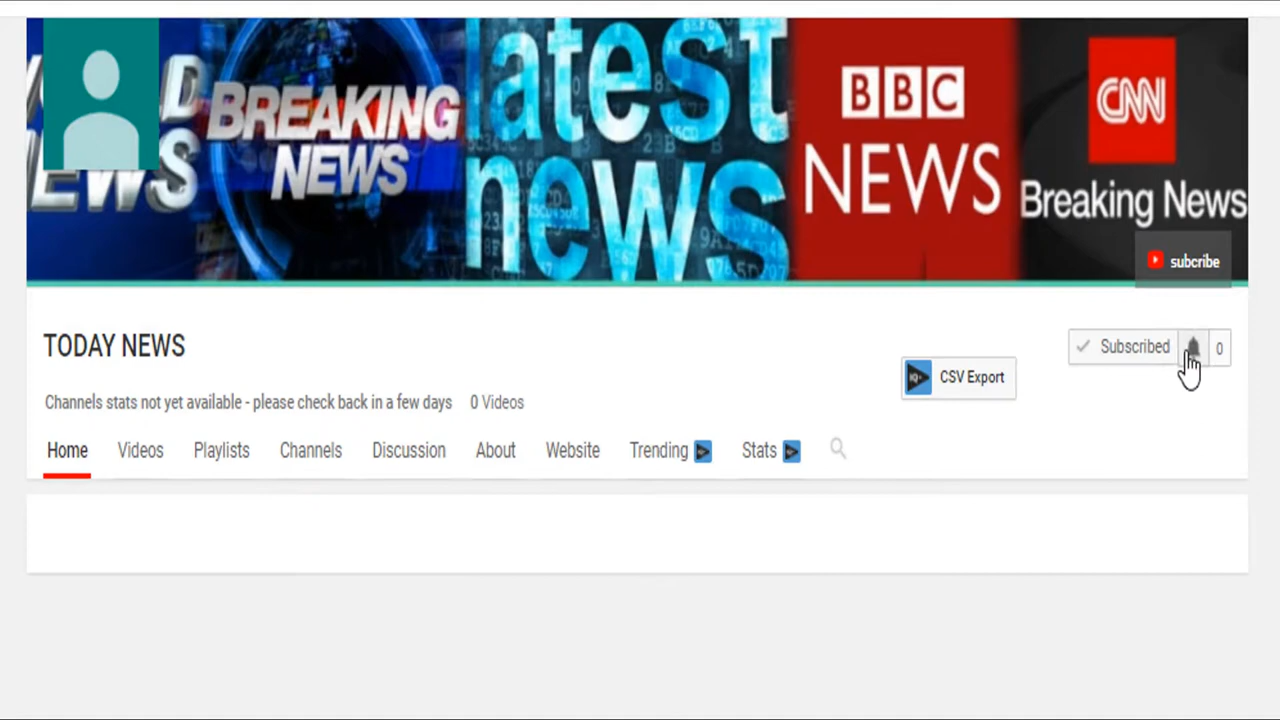 BREAKING
NEWS
latest
news
BBC
NEWS
CNN
Breaking News
subcribe
TODAY NEWS
Subscribed
0
CSV Export
Channels stats not yet available - please check back in a few days 0 Videos
Home Videos Playlists Channels Discussion About Website Trending Stats